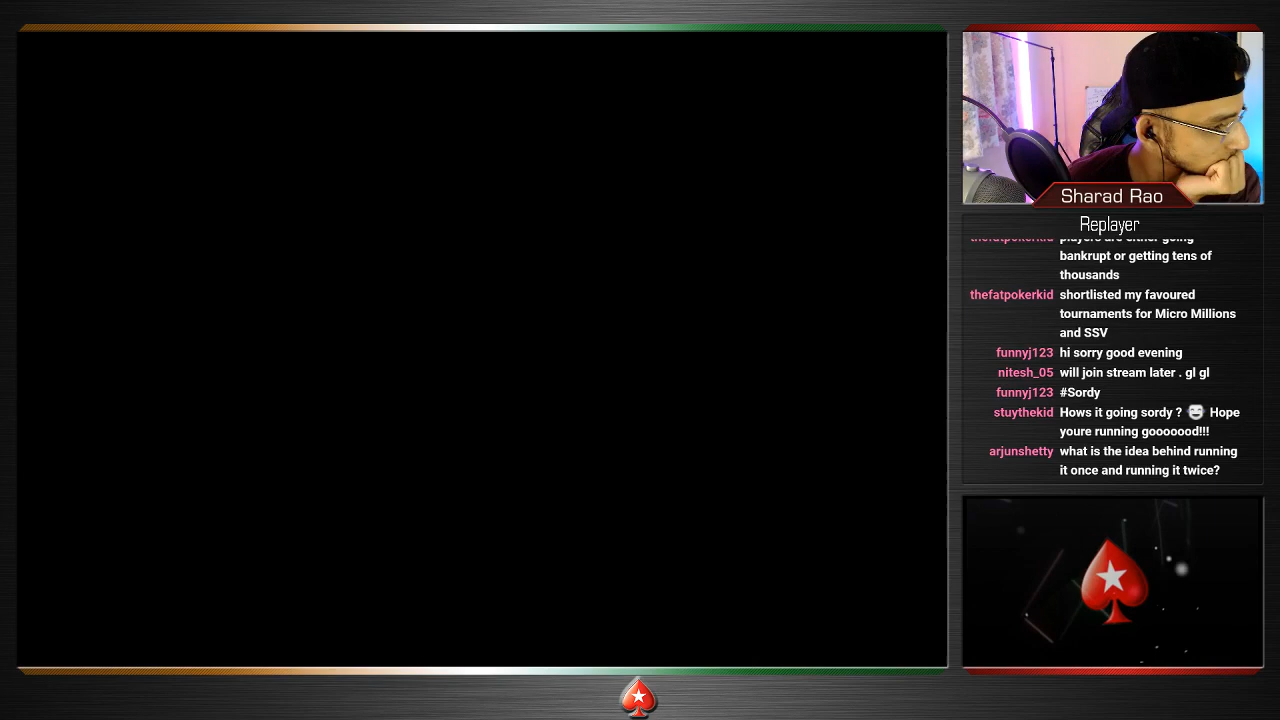 Sharad Rao
Replayer
thefatpokerkid players are either going
bankrupt or getting tens of
thousands
thefatpokerkid shortlisted my favoured
tournaments for Micro Millions
and SSV
funnyj123 hi sorry good evening
nitesh_05 will join stream later . gl gl
funnyj123 #Sordy
stuythekid Hows it going sordy ? Hope
youre running gooooood!!!
arjunshetty what is the idea behind running
it once and running it twice?